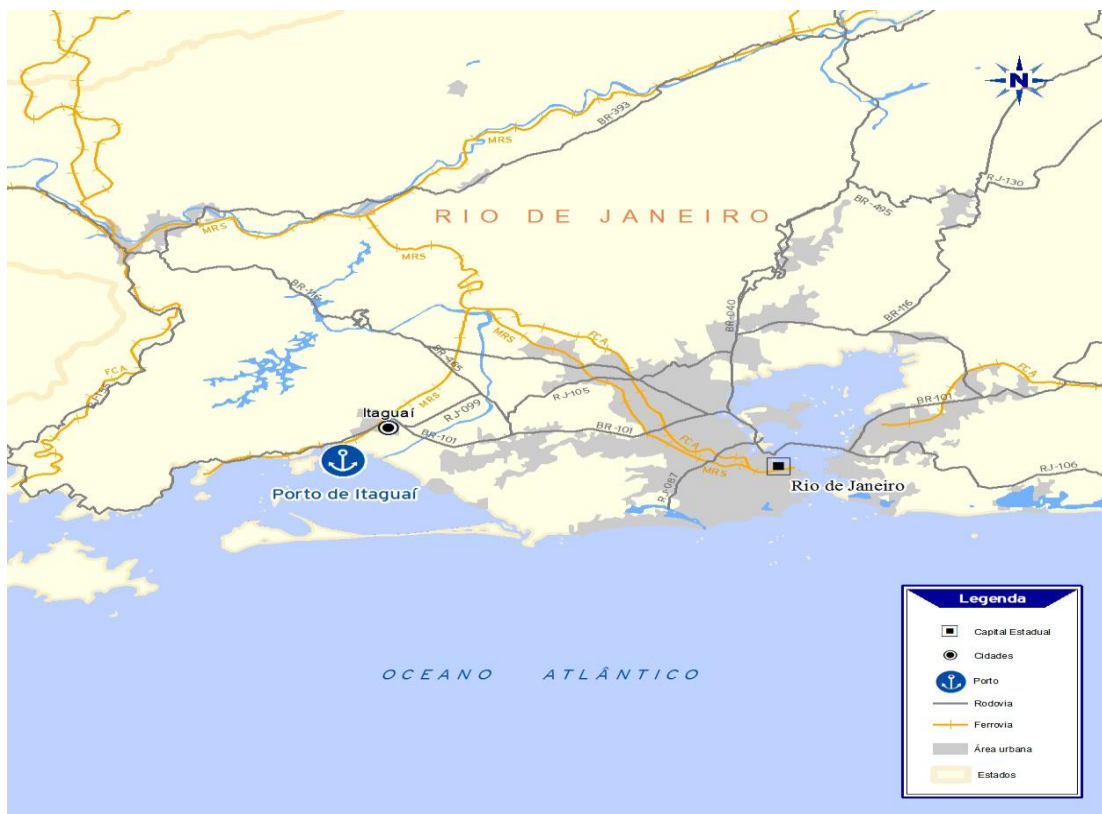 N
BR-393
MRS
RJ-130
BR-495
RIO DE JANEIRO
MRS
MRS
BR-116
BR-040
BR-116
MRS
FCA
BR-465
FCA
FCA
MRS
RJ-105
Itaguaí
RJ-099
BR-101
BR-101
BR-101
FCA
MRS
RJ-087
Porto de Itaguaí
Rio de Janeiro
RJ-106
OCEANO ATLÂNTICO
Legenda
Capital Estadual
Cidades
Porto
Rodovia
Ferrovia
Área urbana
Estados